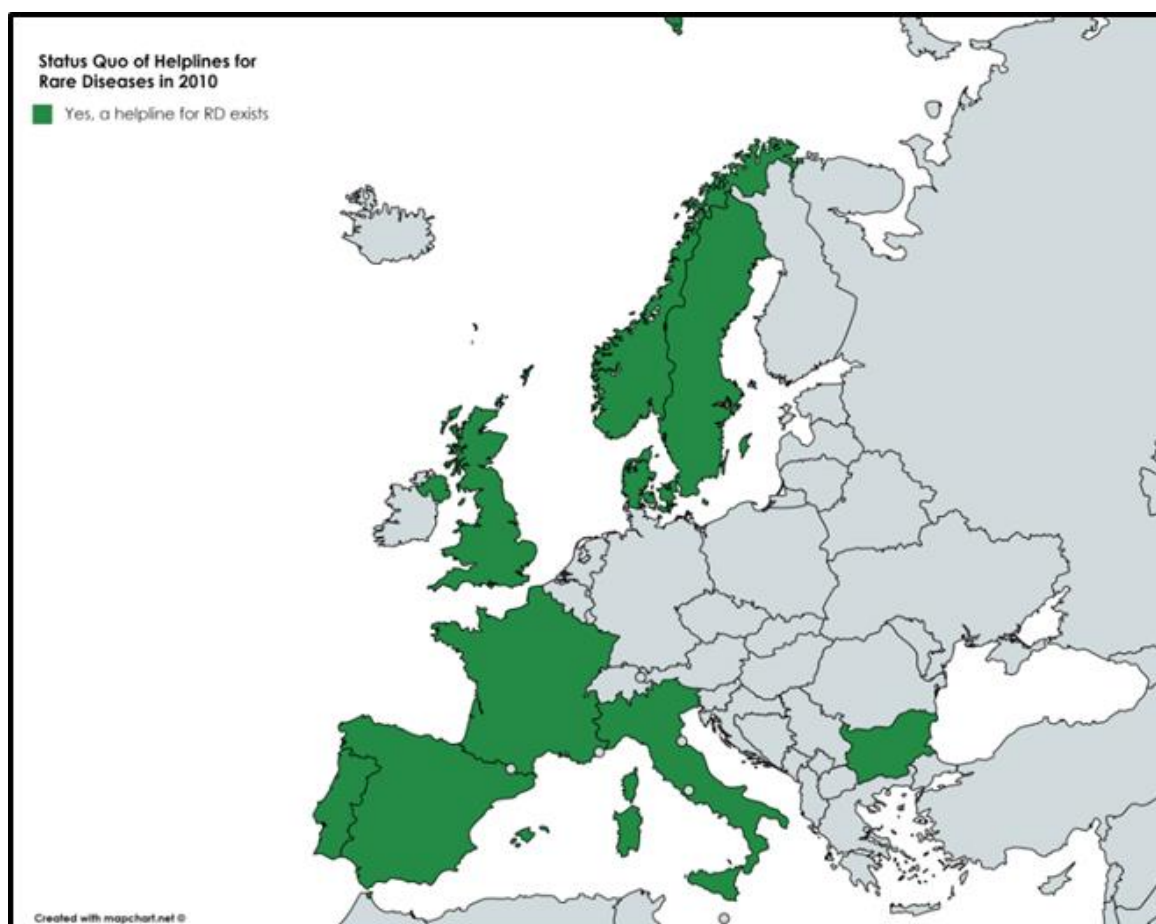 Status Quo of Helplines for
Rare Diseases in 2010
Yes, a helpline for RD exists
Created with mapchart.net ©